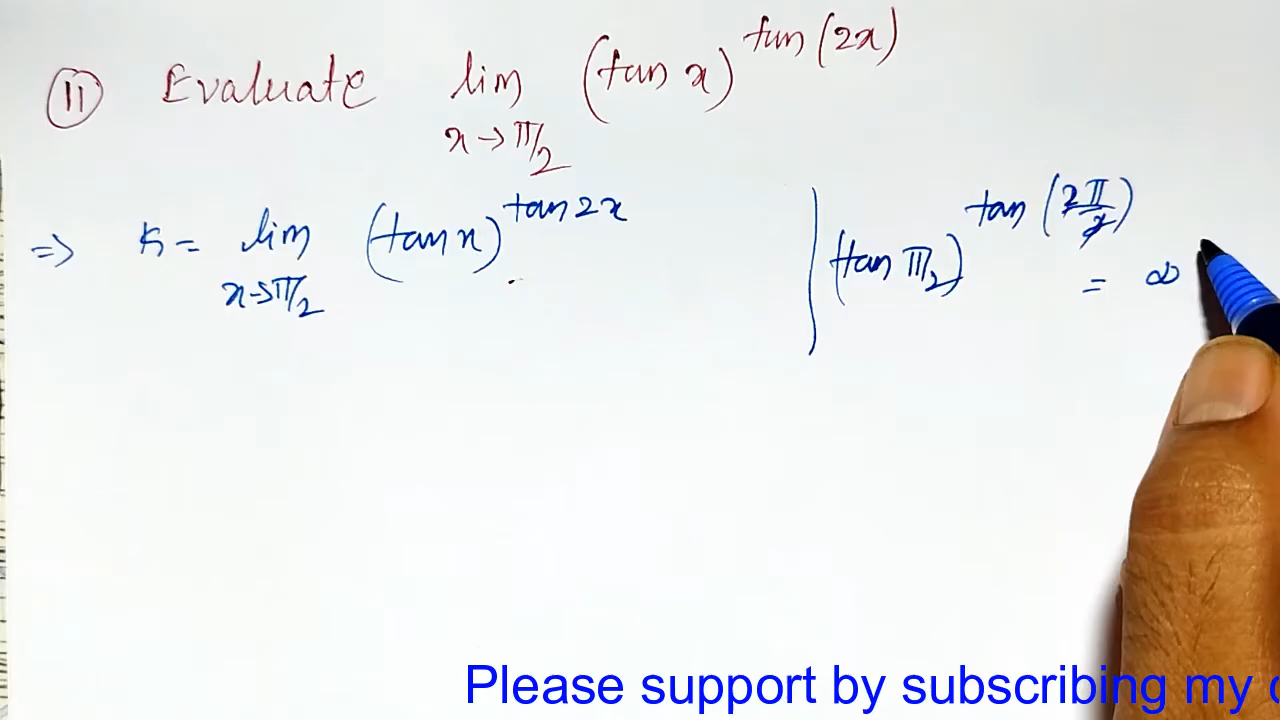 11 Evaluate lim x→π/2 (tan x)^tan(2x)
⇒ K = lim x→π/2 (tan x)^tan 2x
(tan π/2)^tan(2π/2)
= ∞
Please support by subscribing my